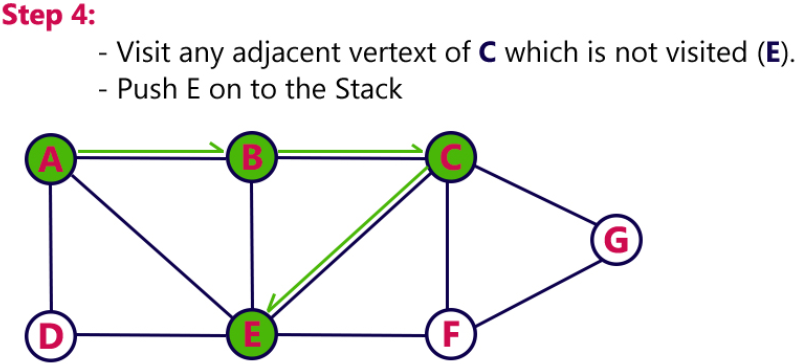 Step 4:
- Visit any adjacent vertext of C which is not visited (E).
- Push E on to the Stack
A B C
G
D E F